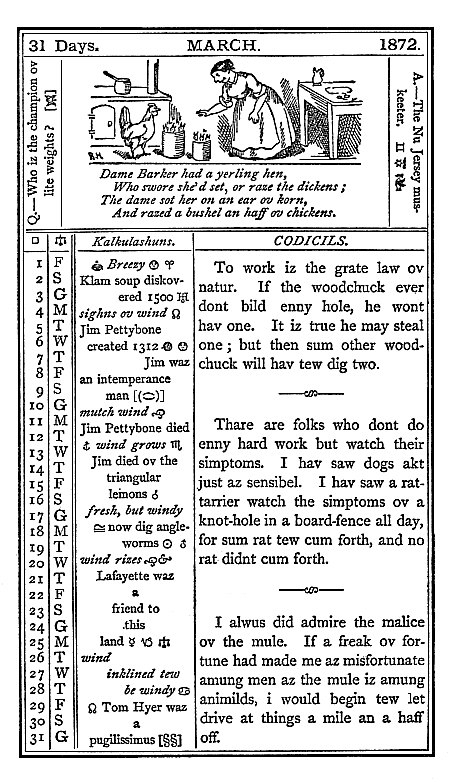 31 Days. MARCH. 1872.
Q.—Who iz the champion ov
lite weights?
Dame Barker had a yerling hen,
Who swore she'd set, or raze the dickens;
The dame sot her on an ear ov korn,
And razed a bushel an haff ov chickens.
A.—The Nu Jersey mus-
keeter,
Kalkulashuns.
1 F Breezy
2 S Klam soup diskov-
3 G ered 1500
4 M sighns ov wind
5 T Jim Pettybone
6 W created 1312
7 T Jim waz
8 F an intemperance
9 S man
10 G mutch wind
11 M Jim Pettybone died
12 T wind grows
13 W Jim died ov the
14 T triangular
15 F leinons
16 S fresh, but windy
17 G
18 M now dig angle-
19 T worms
20 W wind rizes
21 T Lafayette waz
22 F a
23 S friend to
24 G this
25 M land
26 T wind
27 W inklined tew
28 T be windy
29 F Tom Hyer waz
30 S a
31 G pugilissimus [§§]
CODICILS.
To work iz the grate law ov
natur. If the woodchuck ever
dont bild enny hole, he wont
hav one. It iz true he may steal
one; but then sum other wood-
chuck will hav tew dig two.
Thare are folks who dont do
enny hard work but watch their
simptoms. I hav saw dogs akt
just az sensibel. I hav saw a rat-
tarrier watch the simptoms ov a
knot-hole in a board-fence all day,
for sum rat tew cum forth, and no
rat didnt cum forth.
I alwus did admire the malice
ov the mule. If a freak ov for-
tune had made me az misfortunate
amung men az the mule iz amung
animilds, i would begin tew let
drive at things a mile an a haff
off.